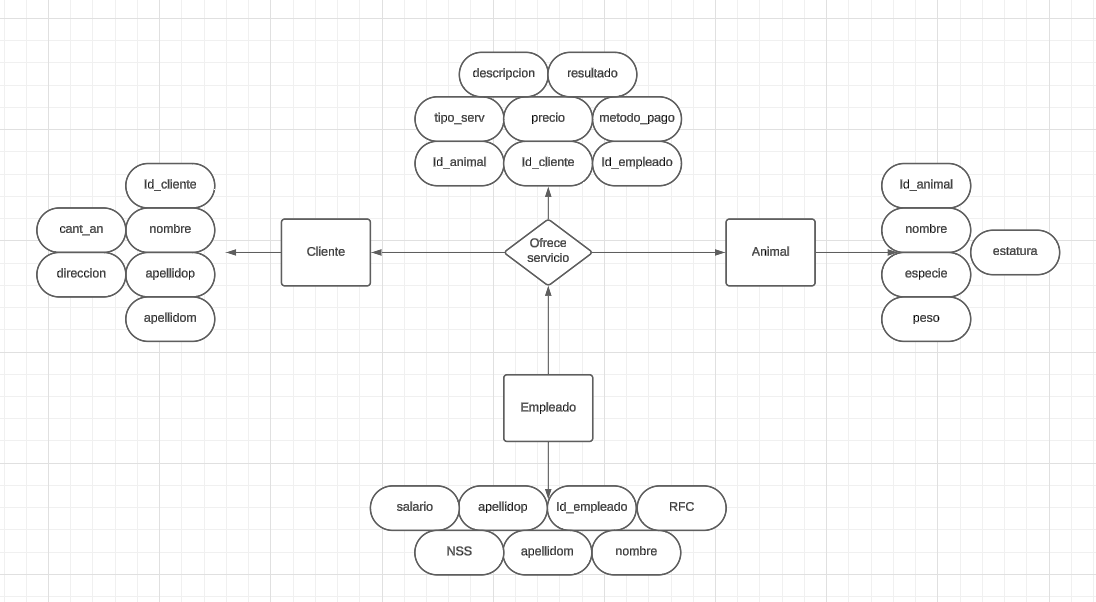 descripcion resultado
tipo_serv precio metodo_pago
Id_animal Id_cliente Id_empleado
Id_cliente
cant_an nombre
direccion apellidop
apellidom
Cliente
Ofrece
servicio
Animal
Id_animal
nombre
estatura
especie
peso
Empleado
salario apellidop Id_empleado RFC
NSS apellidom nombre